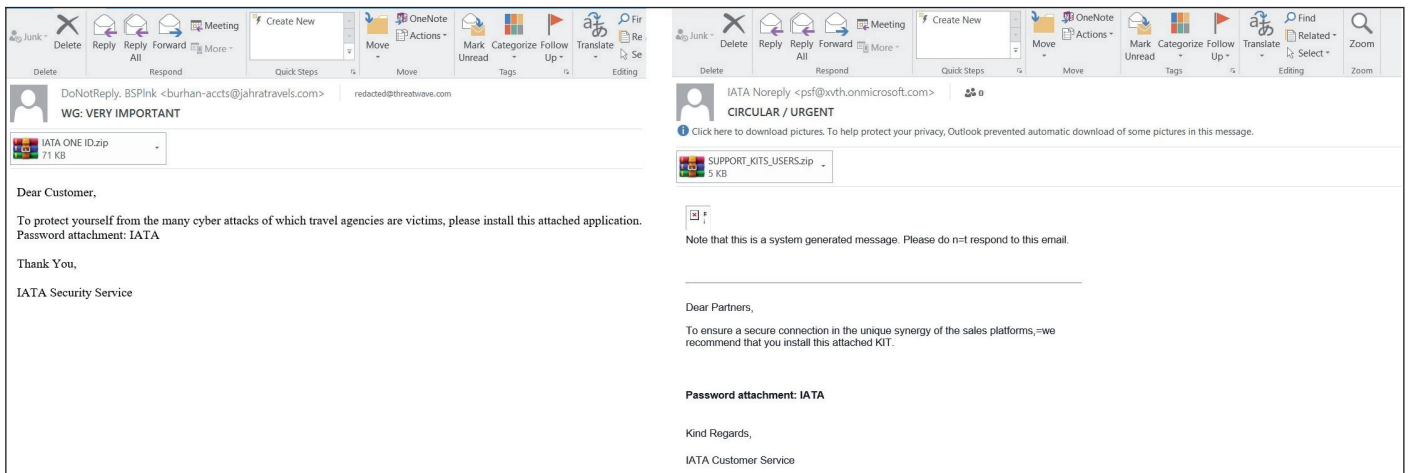 Junk
Delete
Reply
Reply All
Forward
Meeting
More
Create New
Move
OneNote
Actions
Mark Unread
Categorize
Follow Up
Translate
Fir
Re
Se
Delete
Respond
Quick Steps
Move
Tags
Editing
DoNotReply. BSPlnk <burhan-accts@jahratravels.com>
redacted@threatwave.com
WG: VERY IMPORTANT
IATA ONE ID.zip
71 KB
Dear Customer,
To protect yourself from the many cyber attacks of which travel agencies are victims, please install this attached application.
Password attachment: IATA
Thank You,
IATA Security Service
Junk
Delete
Reply
Reply All
Forward
Meeting
More
Create New
Move
OneNote
Actions
Mark Unread
Categorize
Follow Up
Translate
Find
Related
Select
Zoom
Delete
Respond
Quick Steps
Move
Tags
Editing
Zoom
IATA Noreply <psf@xvth.onmicrosoft.com>
0
CIRCULAR / URGENT
Click here to download pictures. To help protect your privacy, Outlook prevented automatic download of some pictures in this message.
SUPPORT_KITS_USERS.zip
5 KB
Note that this is a system generated message. Please do n=t respond to this email.
Dear Partners,
To ensure a secure connection in the unique synergy of the sales platforms,=we
recommend that you install this attached KIT.
Password attachment: IATA
Kind Regards,
IATA Customer Service